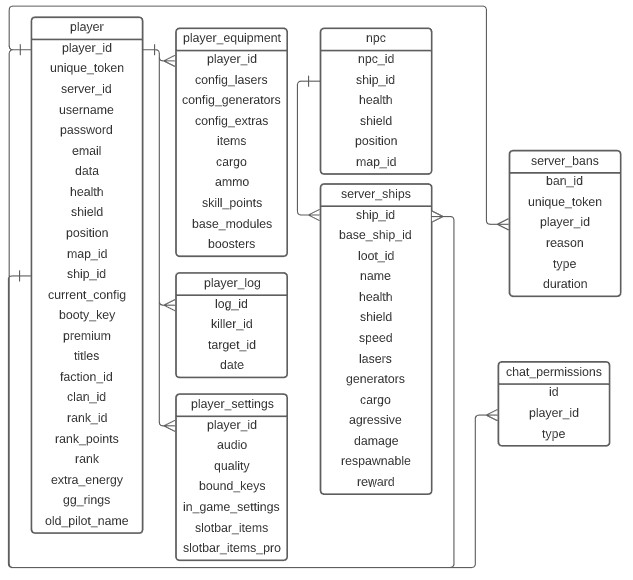 player
player_id
unique_token
server_id
username
password
email
data
health
shield
position
map_id
ship_id
current_config
booty_key
premium
titles
faction_id
clan_id
rank_id
rank_points
rank
extra_energy
gg_rings
old_pilot_name
player_equipment
player_id
config_lasers
config_generators
config_extras
items
cargo
ammo
skill_points
base_modules
boosters
player_log
log_id
killer_id
target_id
date
player_settings
player_id
audio
quality
bound_keys
in_game_settings
slotbar_items
slotbar_items_pro
npc
npc_id
ship_id
health
shield
position
map_id
server_ships
ship_id
base_ship_id
loot_id
name
health
shield
speed
lasers
generators
cargo
agressive
damage
respawnable
reward
server_bans
ban_id
unique_token
player_id
reason
type
duration
chat_permissions
id
player_id
type